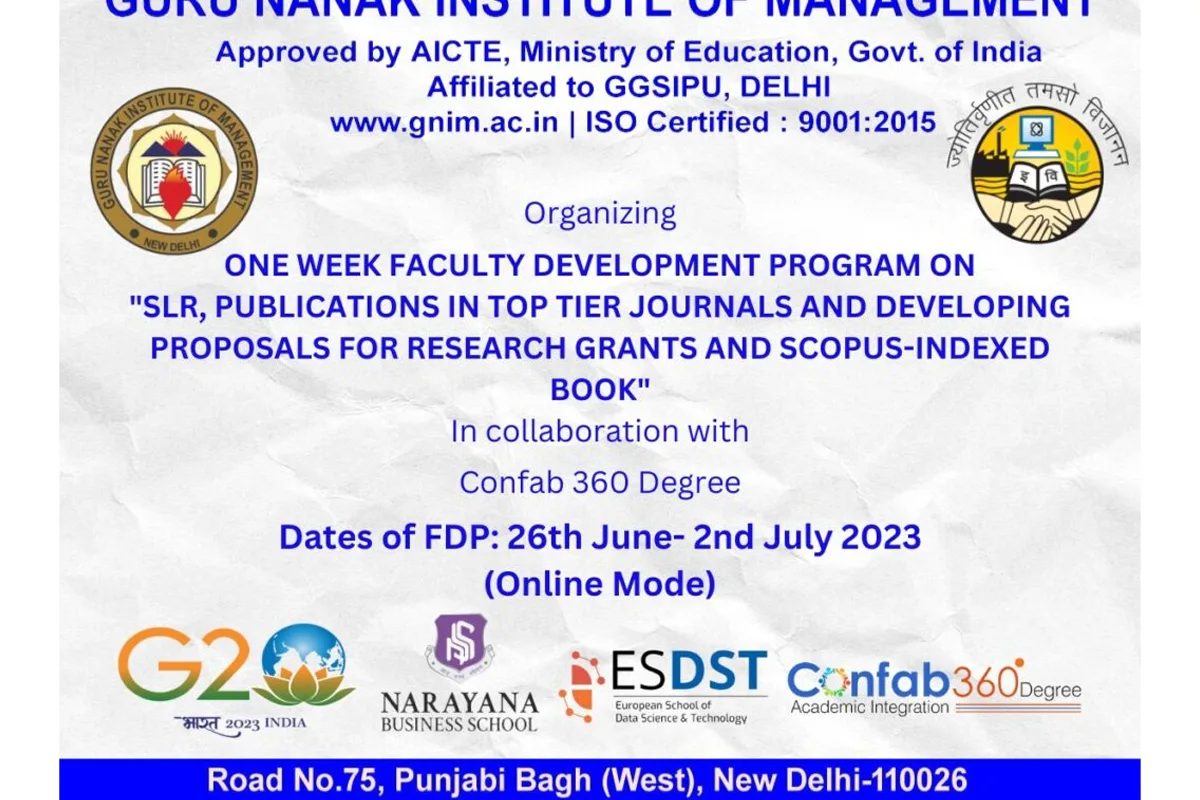 GURU NANAK INSTITUTE OF MANAGEMENT
Approved by AICTE, Ministry of Education, Govt. of India
Affiliated to GGSIPU, DELHI
www.gnim.ac.in | ISO Certified : 9001:2015
GURU NANAK INSTITUTE OF MANAGEMENT
NEW DELHI
ज्योतिर्वृणीत तमसो विजानन
इ वि
Organizing
ONE WEEK FACULTY DEVELOPMENT PROGRAM ON
"SLR, PUBLICATIONS IN TOP TIER JOURNALS AND DEVELOPING
PROPOSALS FOR RESEARCH GRANTS AND SCOPUS-INDEXED
BOOK"
In collaboration with
Confab 360 Degree
Dates of FDP: 26th June- 2nd July 2023
(Online Mode)
G20
भारत 2023 INDIA
NARAYANA
BUSINESS SCHOOL
ESDST
European School of
Data Science & Technology
Confab360Degree
Academic Integration
Road No.75, Punjabi Bagh (West), New Delhi-110026